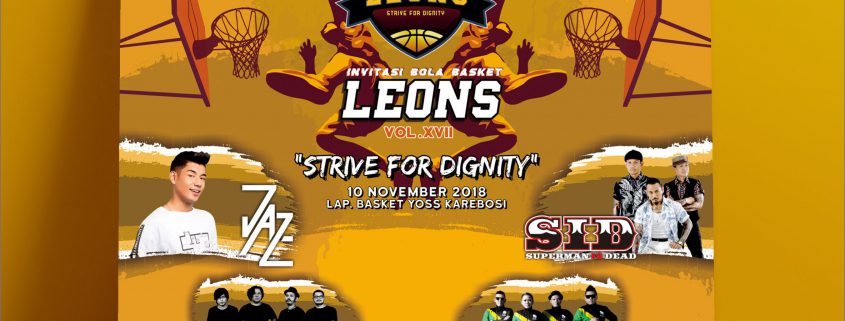 LEONS
STRIVE FOR DIGNITY
INVITASI BOLA BASKET
LEONS
VOL.XVII
"STRIVE FOR DIGNITY"
10 NOVEMBER 2018
LAP. BASKET YOSS KAREBOSI
JAZ
SID
SUPERMAN IS DEAD